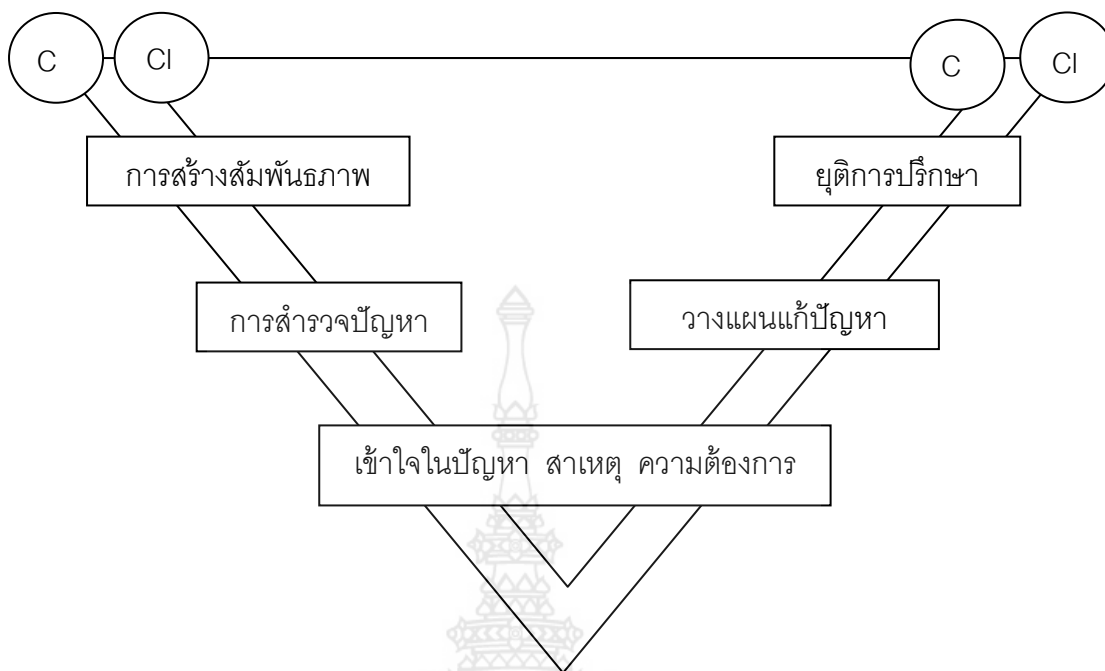 C Cl C Cl
การสร้างสัมพันธภาพ ยุติการปรึกษา
การสำรวจปัญหา วางแผนแก้ปัญหา
เข้าใจในปัญหา สาเหตุ ความต้องการ